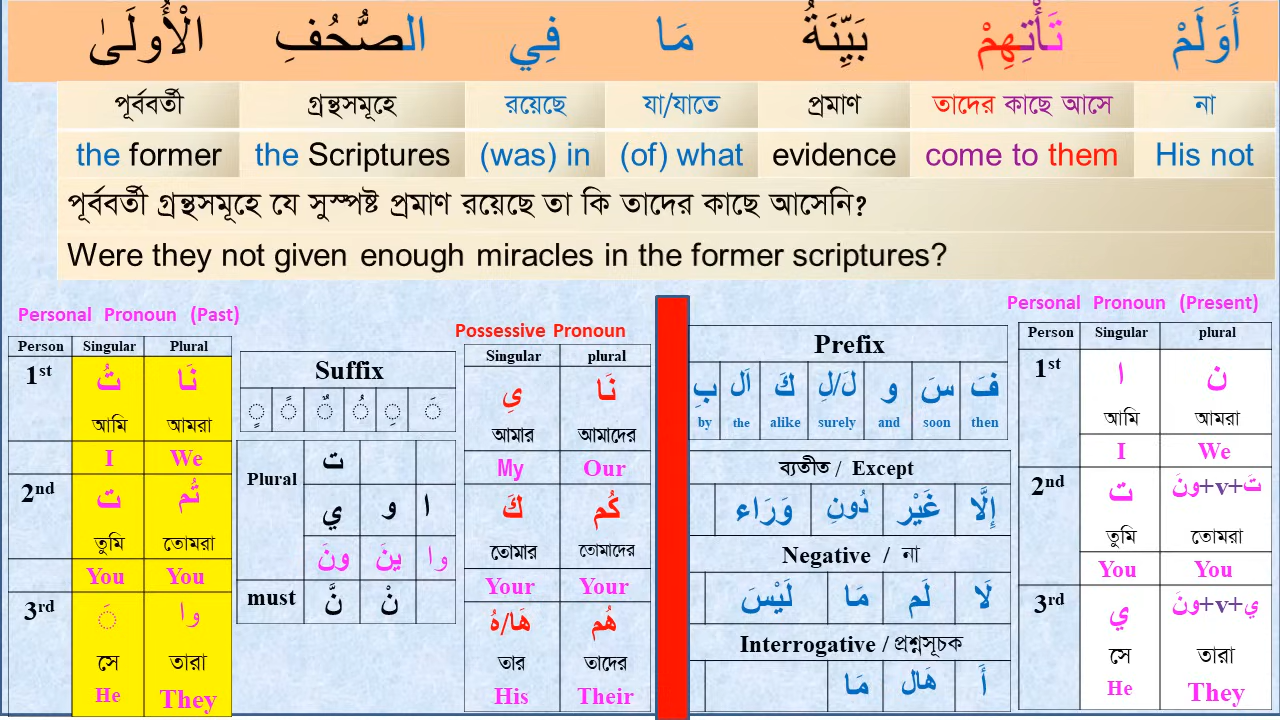 أَوَلَمْ تَأْتِهِمْ بَيِّنَةُ مَا فِي الصُّحُفِ الْأُولَىٰ
পূর্ববর্তী গ্রন্থসমূহে রয়েছে যা/যাতে প্রমাণ তাদের কাছে আসে না
the former the Scriptures (was) in (of) what evidence come to them His not
পূর্ববর্তী গ্রন্থসমূহে যে সুস্পষ্ট প্রমাণ রয়েছে তা কি তাদের কাছে আসেনি?
Were they not given enough miracles in the former scriptures?
Personal Pronoun (Past)
Person Singular Plural
1st تُ نَا
আমি আমরা
I We
2nd ت تُم
তুমি তোমরা
You You
3rd َ وا
সে তারা
He They
Suffix
ٍ ً ٌ ُ ِ َ
Plural ت
ي و ا
ونَ ينَ وا
must نَّ نْ
Possessive Pronoun
Singular plural
يِ نَا
আমার আমাদের
My Our
كَ كُم
তোমার তোমাদের
Your Your
هَا/هُ هُم
তার তাদের
His Their
Prefix
بِ اَل كَ لَ/لِ و سَ فَ
by the alike surely and soon then
ব্যতীত / Except
وَرَاء دُونِ غَيْر إِلَّا
Negative / না
لَيْسَ مَا لَم لَا
Interrogative / প্রশ্নসূচক
مَا هَال أَ
Personal Pronoun (Present)
Person Singular plural
1st ا ن
আমি আমরা
I We
2nd ت تَ+v+ونَ
তুমি তোমরা
You You
3rd ي ي+v+ونَ
সে তারা
He They